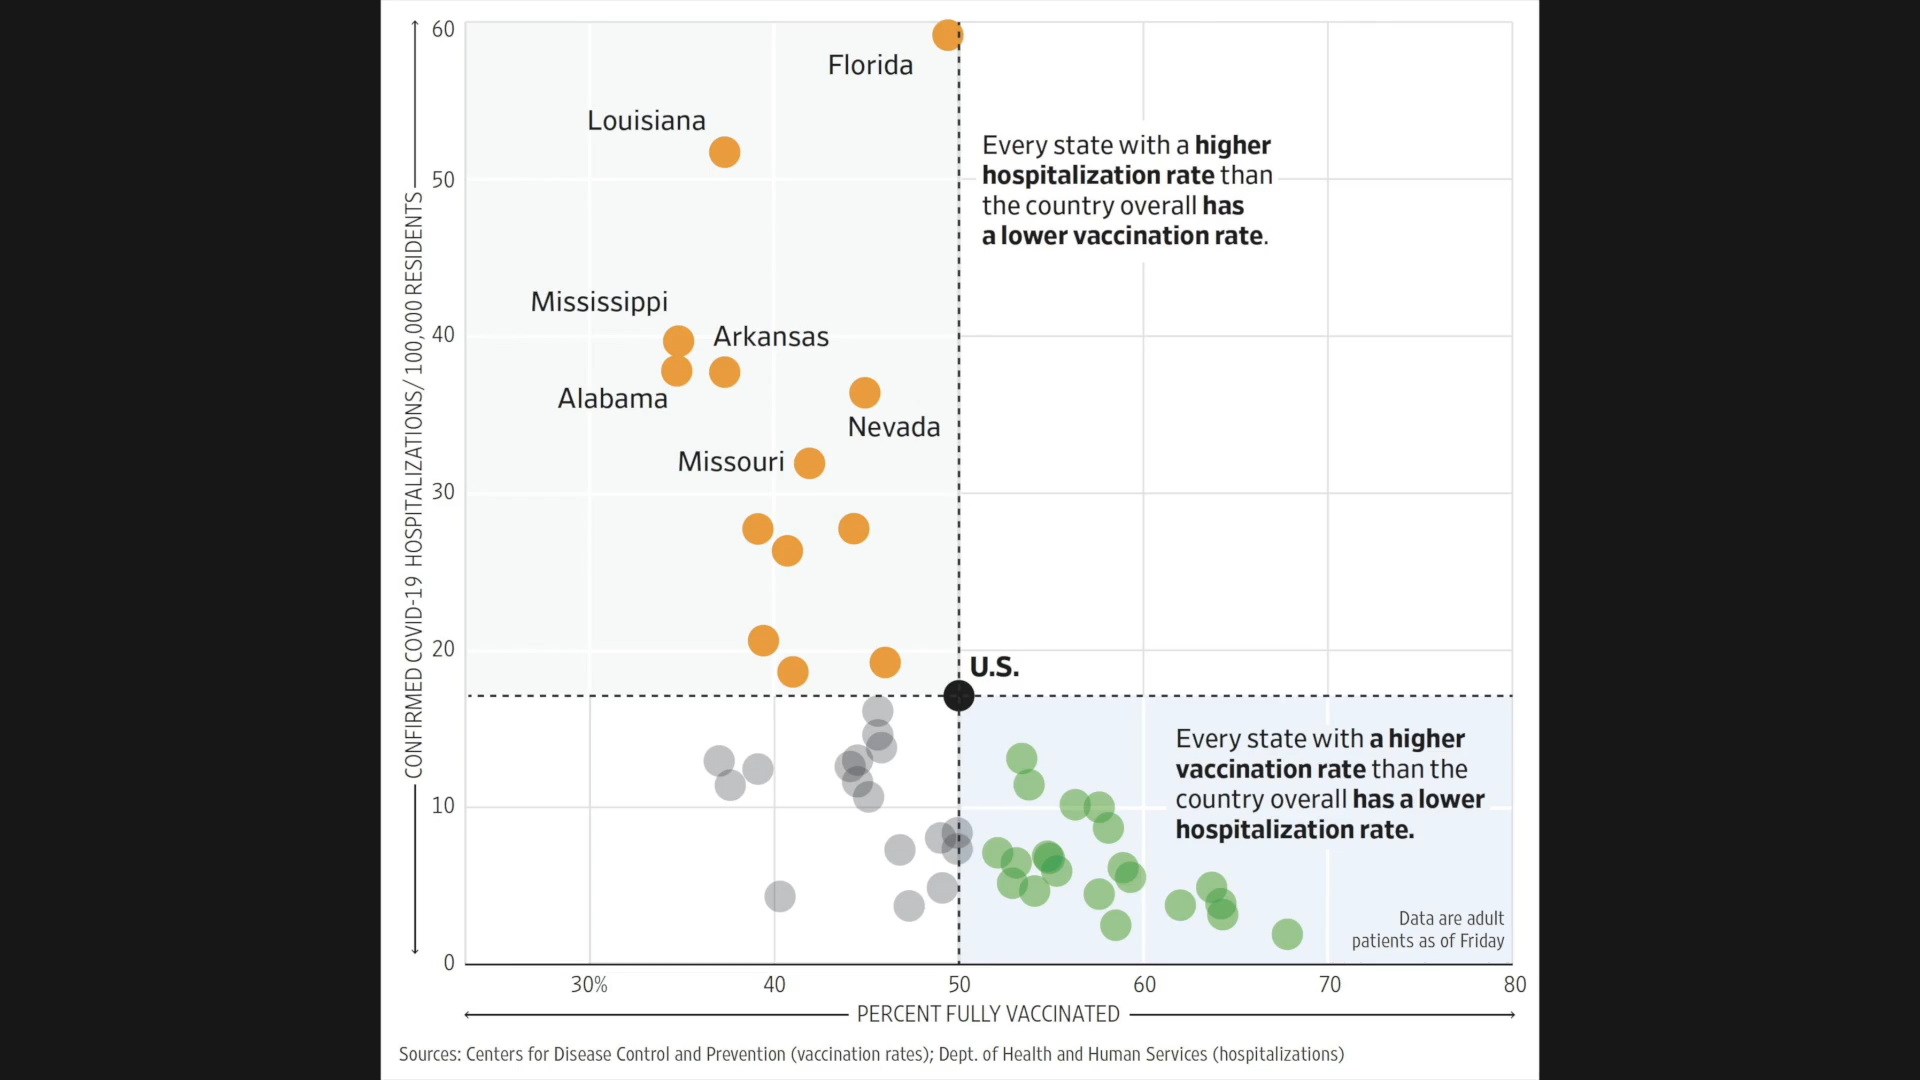 60
Florida
Louisiana
Every state with a higher
hospitalization rate than
the country overall has
a lower vaccination rate.
50
CONFIRMED COVID-19 HOSPITALIZATIONS/ 100,000 RESIDENTS
Mississippi
40
Arkansas
Alabama
Nevada
Missouri
30
20
U.S.
Every state with a higher
vaccination rate than the
country overall has a lower
hospitalization rate.
10
Data are adult
patients as of Friday
0
30% 40 50 60 70 80
PERCENT FULLY VACCINATED
Sources: Centers for Disease Control and Prevention (vaccination rates); Dept. of Health and Human Services (hospitalizations)